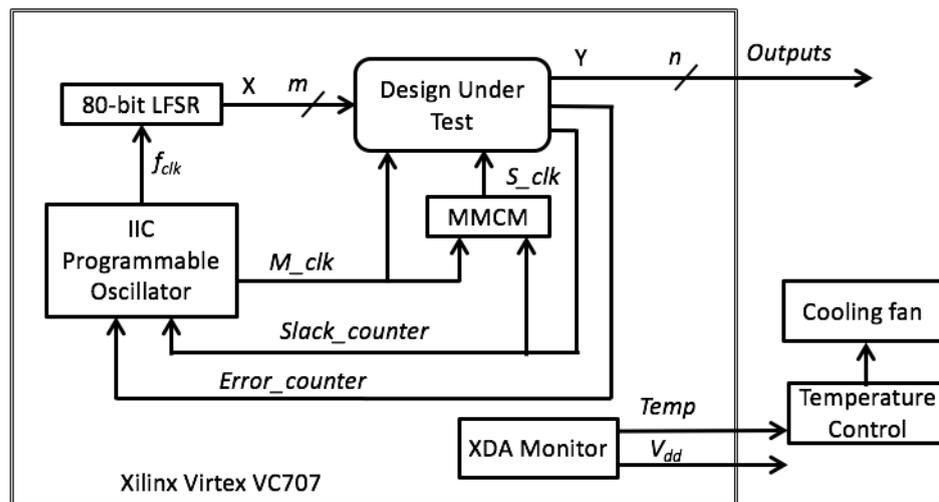 X
m
Y
n
Outputs
80-bit LFSR
Design Under
Test
f_clk
S_clk
IIC
Programmable
Oscillator
MMCM
M_clk
Slack_counter
Cooling fan
Error_counter
Temp
Temperature
Control
XDA Monitor
V_dd
Xilinx Virtex VC707